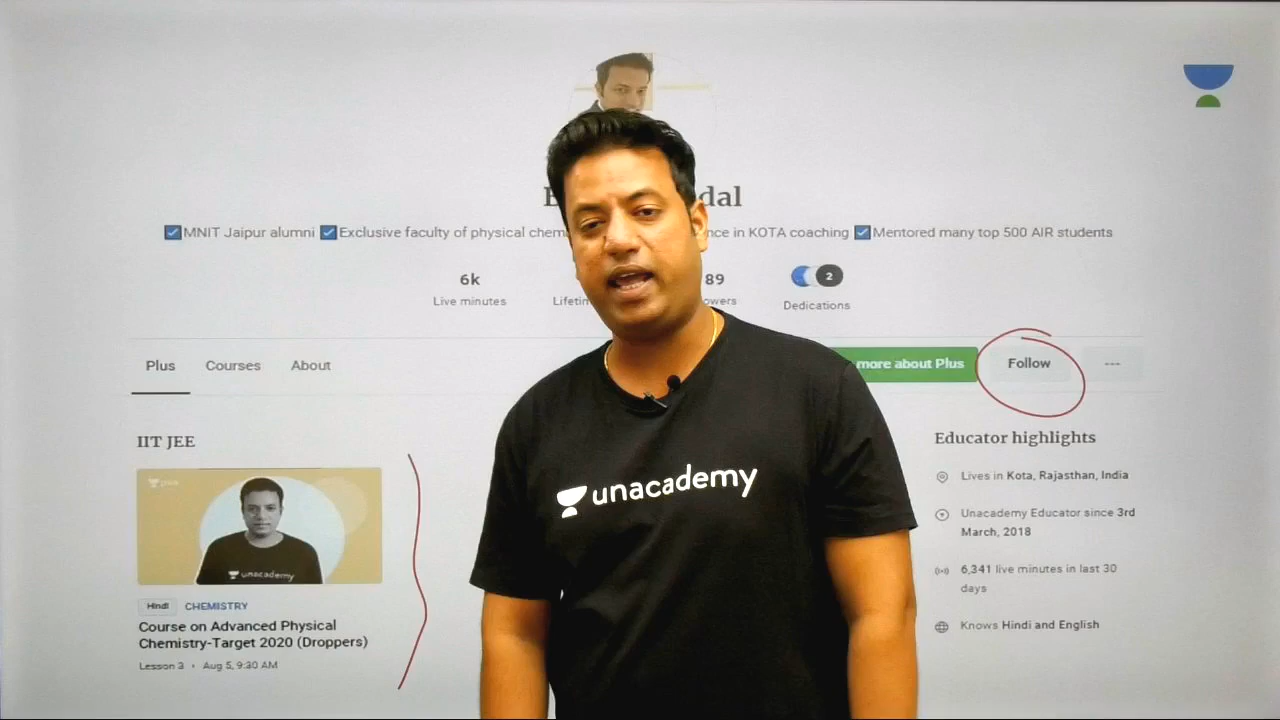 dal
MNIT Jaipur alumni Exclusive faculty of physical chem nce in KOTA coaching Mentored many top 500 AIR students
6k
89
2
Live minutes
Lifetin
owers
Dedications
Plus Courses About
more about Plus
Follow
...
IIT JEE
unacademy
Hindi CHEMISTRY
Course on Advanced Physical
Chemistry-Target 2020 (Droppers)
Lesson 3 • Aug 5, 9:30 AM
unacademy
Educator highlights
Lives in Kota, Rajasthan, India
Unacademy Educator since 3rd
March, 2018
6,341 live minutes in last 30
days
Knows Hindi and English